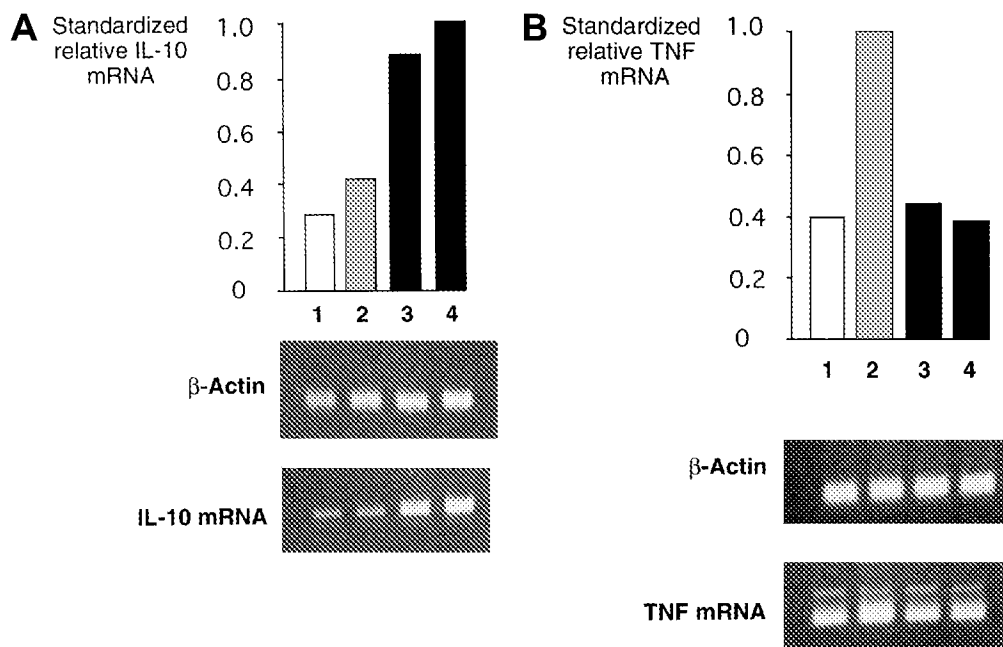 A Standardized
relative IL-10
mRNA
1.0
0.8
0.6
0.4
0.2
0
1 2 3 4
β-Actin
IL-10 mRNA
B Standardized
relative TNF
mRNA
1.0
0.8
0.6
0.4
0.2
0
1 2 3 4
β-Actin
TNF mRNA